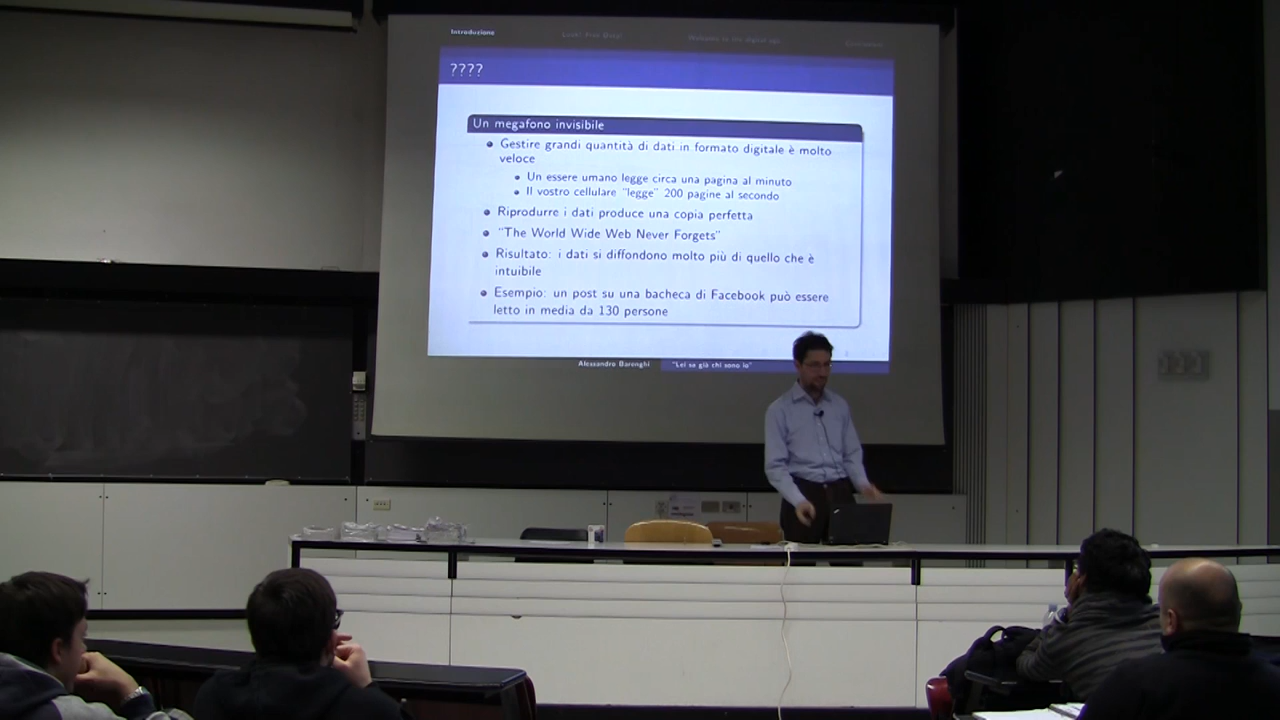 Introduzione
????
Un megafono invisibile
Gestire grandi quantità di dati in formato digitale è molto
veloce
Un essere umano legge circa una pagina al minuto
Il vostro cellulare "legge" 200 pagine al secondo
Riprodurre i dati produce una copia perfetta
"The World Wide Web Never Forgets"
Risultato: i dati si diffondono molto più di quello che è
intuibile
Esempio: un post su una bacheca di Facebook può essere
letto in media da 130 persone
Alessandro Barenghi "Lei se già chi sono io"